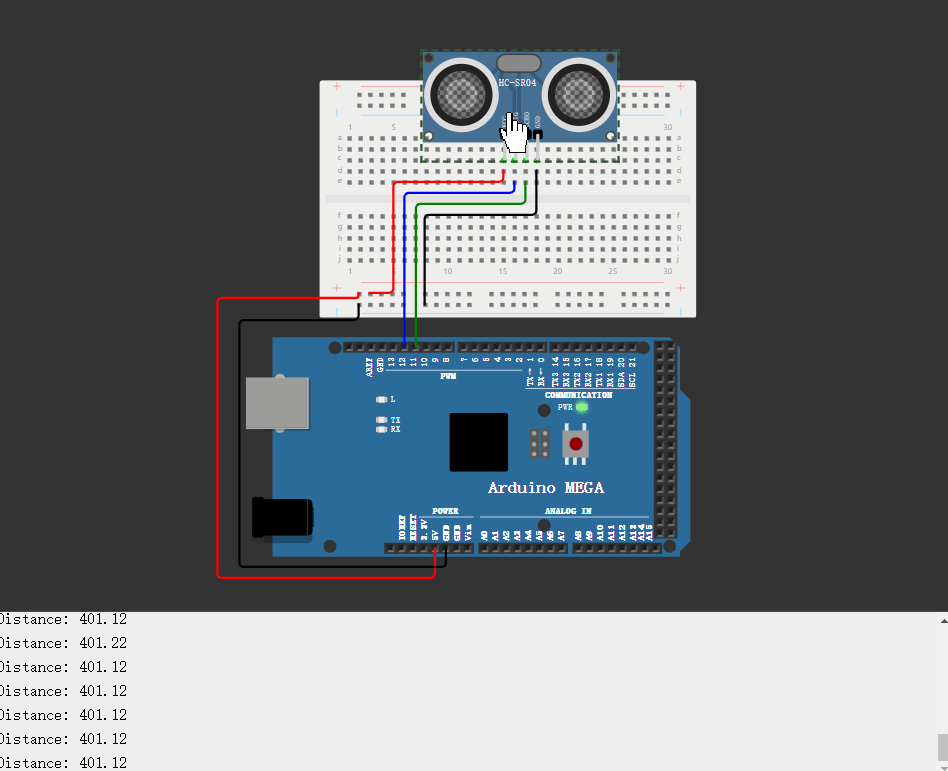 HC-SR04
GND
1 5 30
a a
b b
c c
d d
e e
f f
g g
h h
i i
j j
1 10 15 20 25 30
AREF GND 13 12 11 10 9 8 7 6 5 4 3 2 TX→1 RX←0 TX3 14 RX3 15 TX2 16 RX2 17 TX1 18 RX1 19 SDA 20 SCL 21
PWM
COMMUNICATION
L
PWR
TX
RX
Arduino MEGA
POWER ANALOG IN
IOREF RESET 3.3V 5V GND GND Vin A0 A1 A2 A3 A4 A5 A6 A7 A8 A9 A10 A11 A12 A13 A14 A15
Distance: 401.12
Distance: 401.22
Distance: 401.12
Distance: 401.12
Distance: 401.12
Distance: 401.12
Distance: 401.12